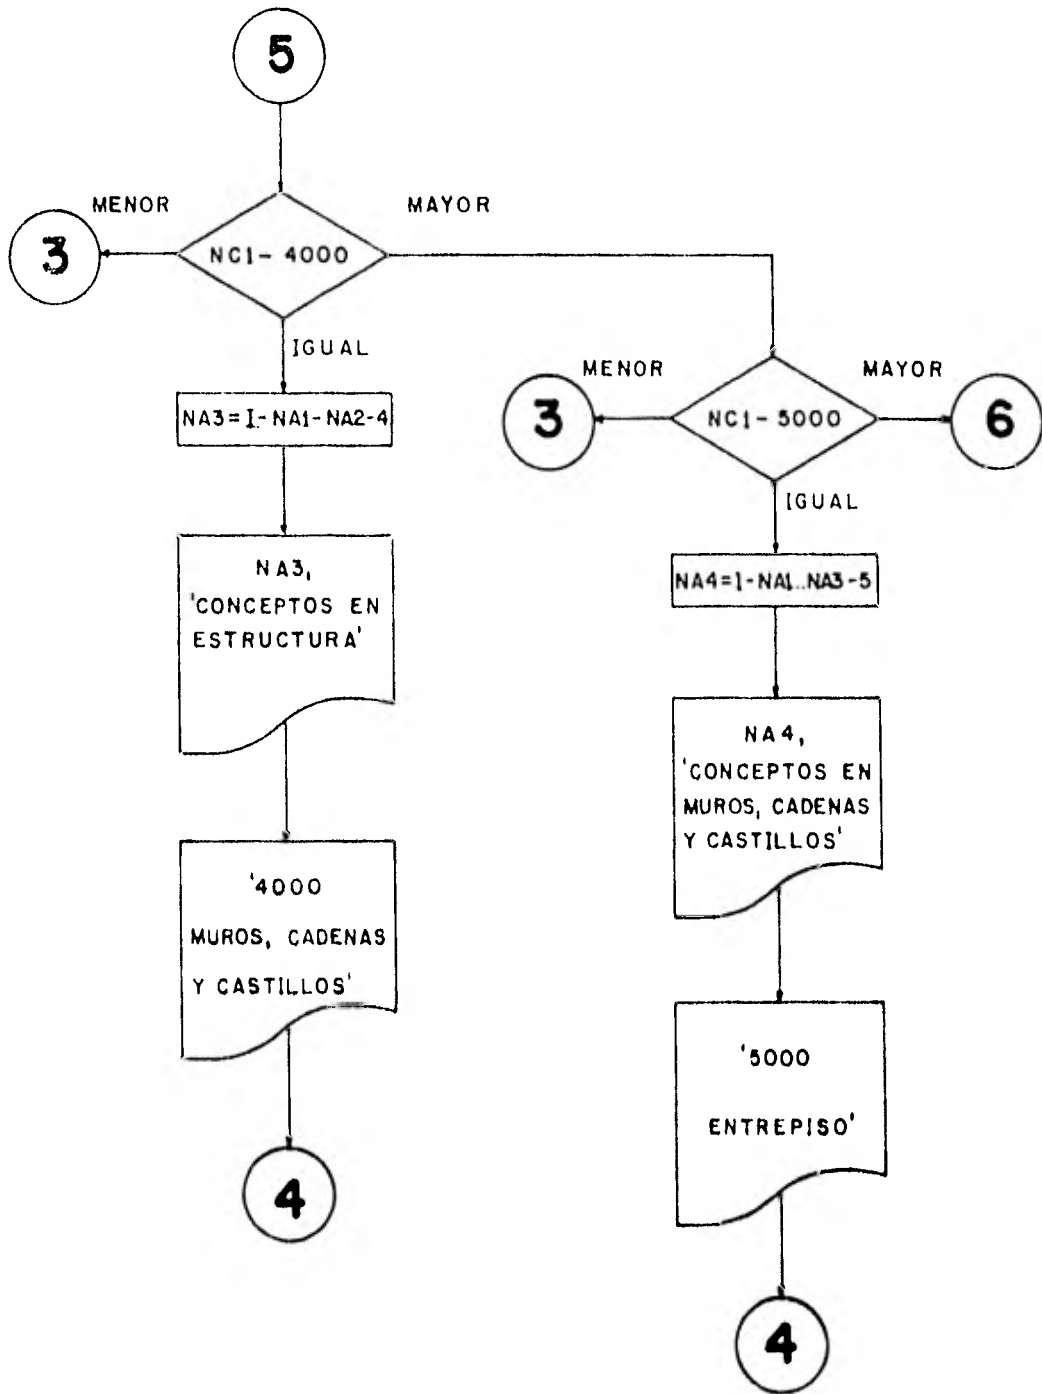 5
MENOR
MAYOR
3
NC1- 4000
IGUAL
NA3=I-NA1-NA2-4
NA3,
'CONCEPTOS EN
ESTRUCTURA'
'4000
MUROS, CADENAS
Y CASTILLOS'
4
MENOR
MAYOR
3
NC1-5000
6
IGUAL
NA4=I-NA1..NA3-5
NA4,
'CONCEPTOS EN
MUROS, CADENAS
Y CASTILLOS'
'5000
ENTREPISO'
4